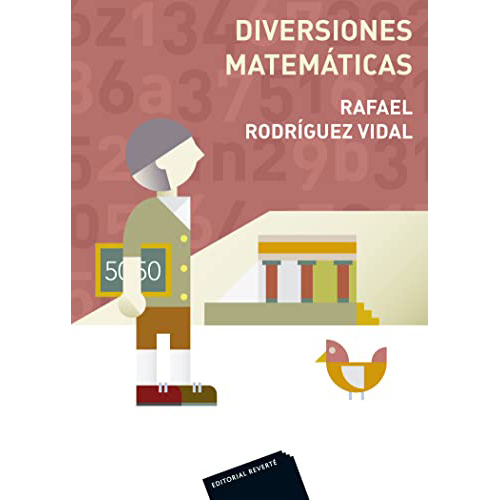 DIVERSIONES
MATEMÁTICAS
RAFAEL
RODRÍGUEZ VIDAL
5050
EDITORIAL REVERTÉ